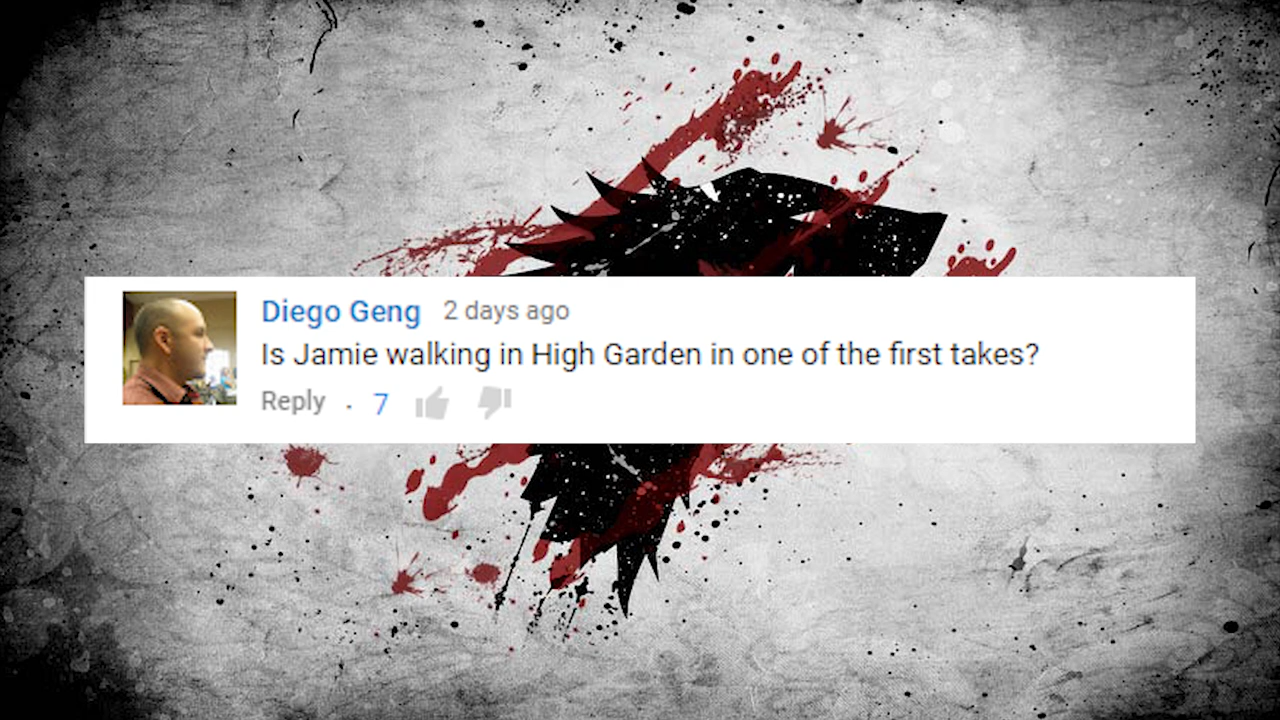 Diego Geng 2 days ago
Is Jamie walking in High Garden in one of the first takes?
Reply . 7